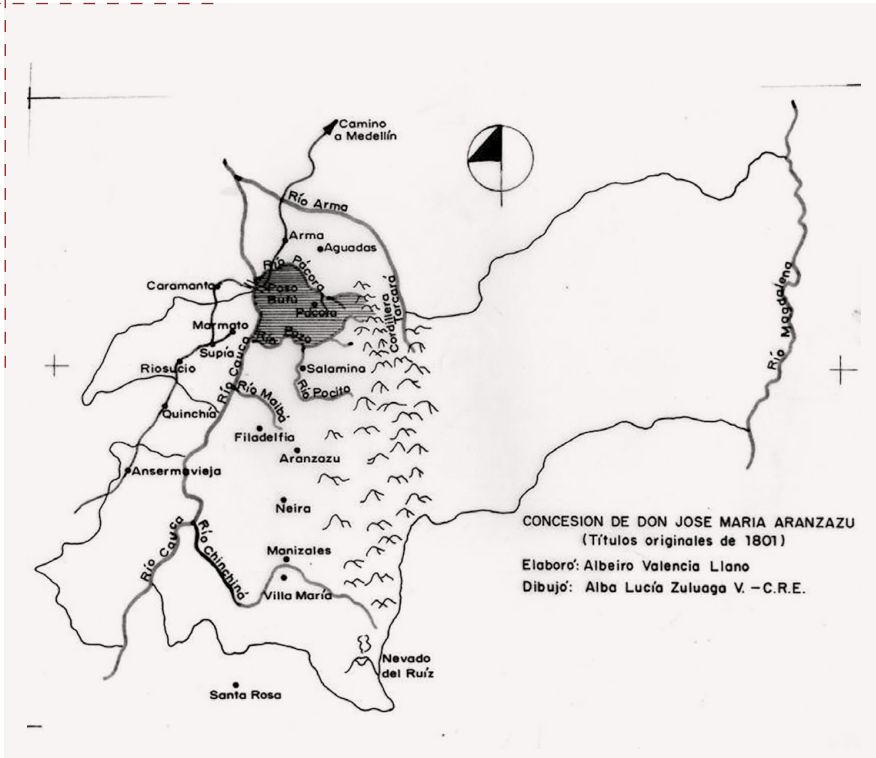 Camino
a Medellín
Río Arma
Arma
Aguadas
Río Pácora
Caramanta
Paso
Bufú
Pácora
Cordillera
Tarcará
Río Magdalena
Marmato
Supía
Río Pozo
Riosucio
Río Cauca
Salamina
Río Pocito
Río Maibá
Quinchía
Filadelfia
Aranzazu
Anserma vieja
Neira
CONCESION DE DON JOSE MARIA ARANZAZU
(Títulos originales de 1801)
Elaboró: Albeiro Valencia Llano
Dibujó: Alba Lucía Zuluaga V. - C.R.E.
Río Cauca
Río Chinchiná
Manizales
Villa María
Nevado
del Ruíz
Santa Rosa